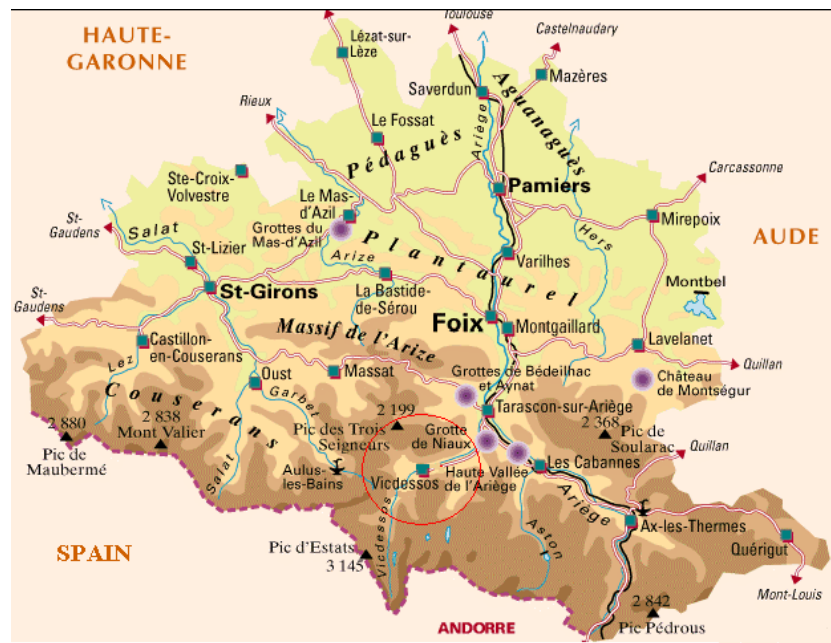 HAUTE-
GARONNE
Toulouse
Castelnaudary
Lézat-sur-
Lèze
Mazères
Saverdun
Rieux
Le Fossat
Ariège
Aguanaguès
Pédaguès
Carcassonne
Ste-Croix-
Volvestre
Pamiers
Le Mas-
d'Azil
Mirepoix
St-
Gaudens
Salat
Grottes du
Mas-d'Azil
Plantaurel
Hers
AUDE
St-Lizier
Arize
Varilhes
St-Girons
La Bastide-
de-Sérou
Montbel
St-
Gaudens
Foix
Montgaillard
Massif de l'Arize
Castillon-
en-Couserans
Lavelanet
Lez
Oust
Massat
Grottes de Bédeilhac
et Aynat
Quillan
Château
de Montségur
Couserans
Garbet
2 199
Tarascon-sur-Ariège
2 880
Pic de
Maubermé
2 838
Mont Valier
Pic des Trois
Seigneurs
Grotte
de Niaux
2 368
Pic de
Soularac
Quillan
Salat
Aulus-
les-Bains
Vicdessos
Haute Vallée
de l'Ariège
Les Cabannes
Ariège
Ax-les-Thermes
SPAIN
Pic d'Estats
3 145
Vicdessos
Aston
Quérigut
Mont-Louis
2 842
Pic Pédrous
ANDORRE